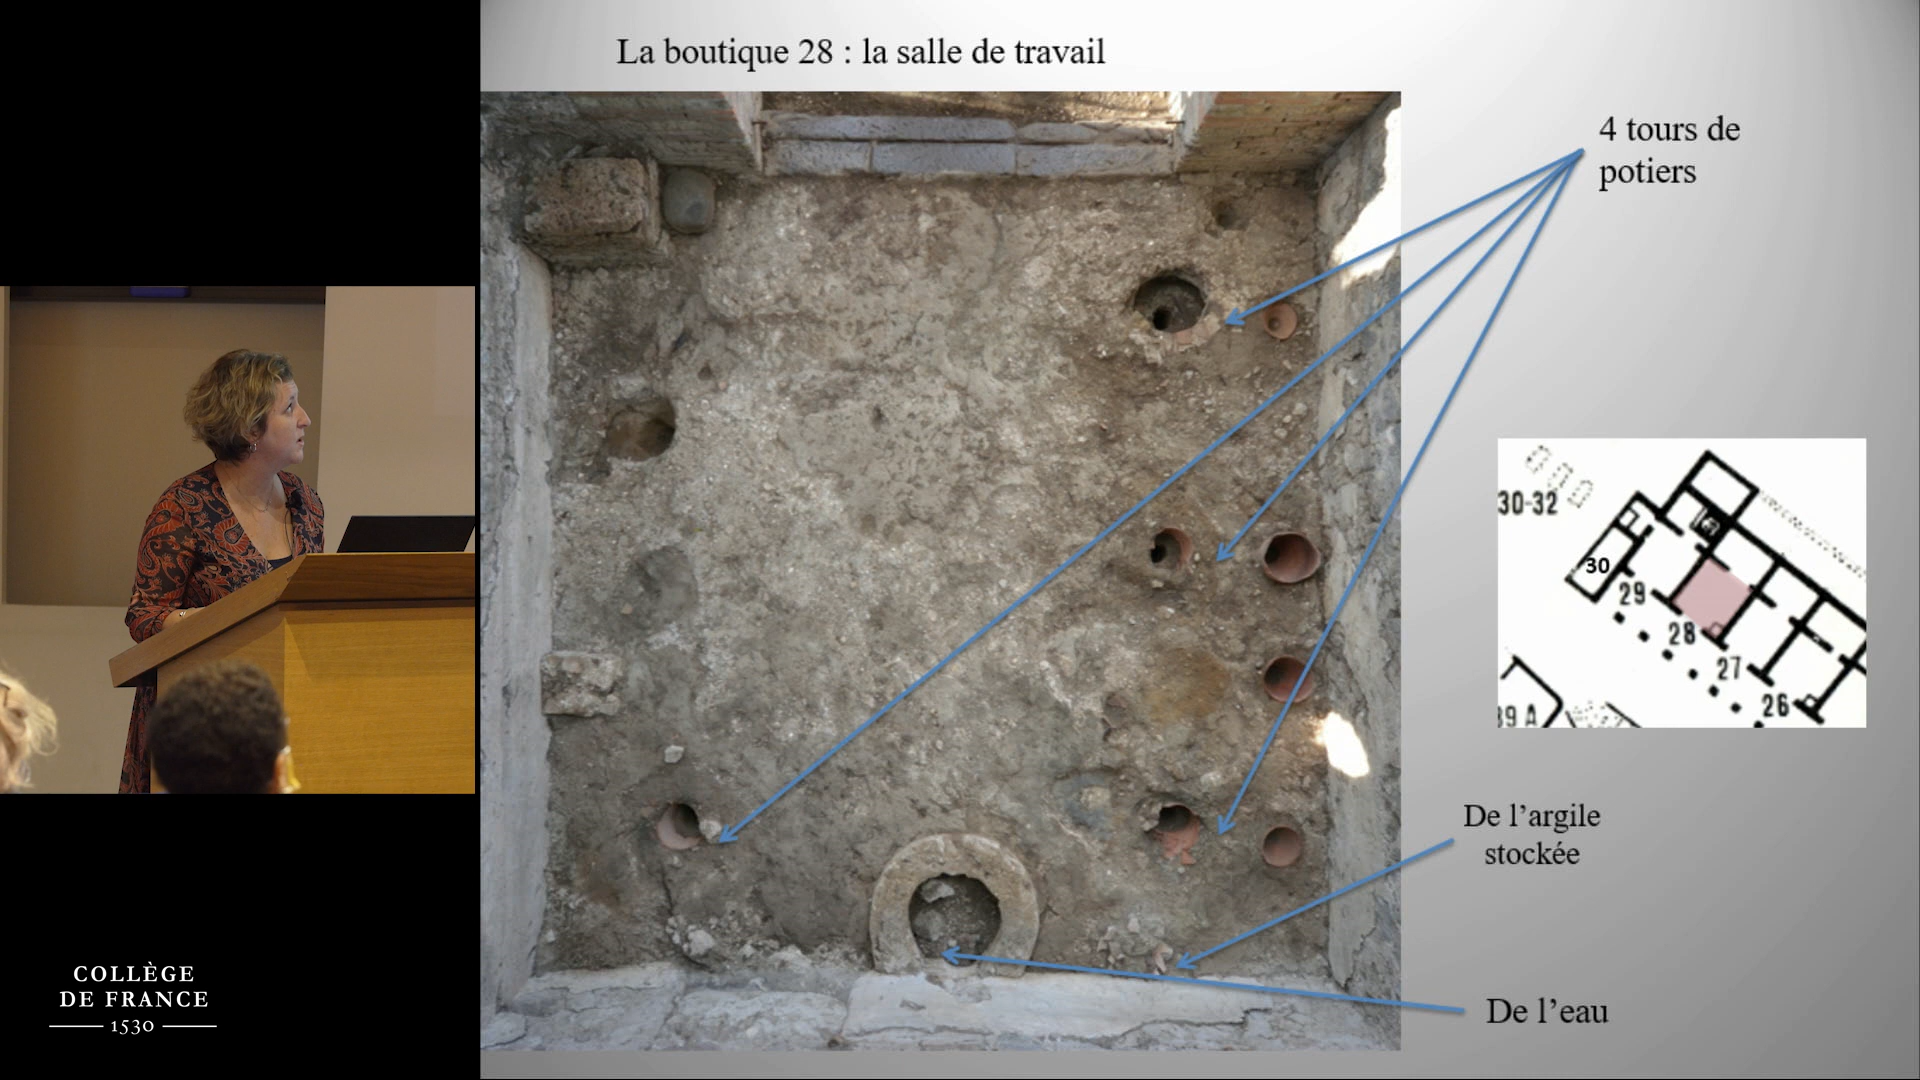 La boutique 28 : la salle de travail
4 tours de
potiers
30-32
30
29
28
27
26
39 A
De l'argile
stockée
De l'eau
COLLÈGE
DE FRANCE
1530